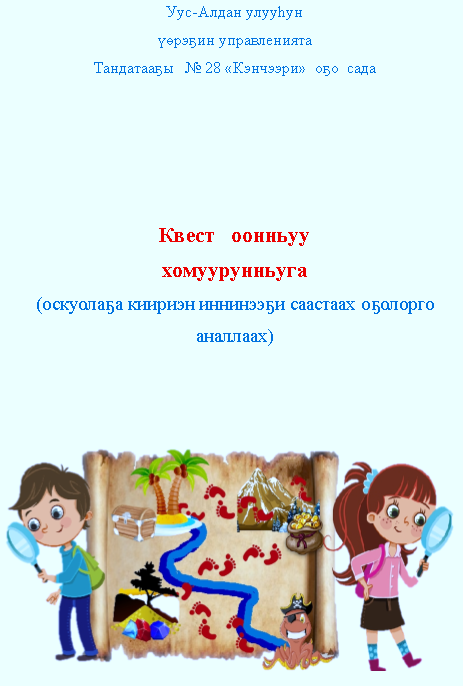 Уус-Алдан улууһун
үөрэҕин управленията
Тандатааҕы № 28 «Кэнчээри» оҕо сада
Квест оонньуу
хомуурунньуга
(оскуолаҕа киириэн иннинээҕи саастаах оҕолорго
аналлаах)